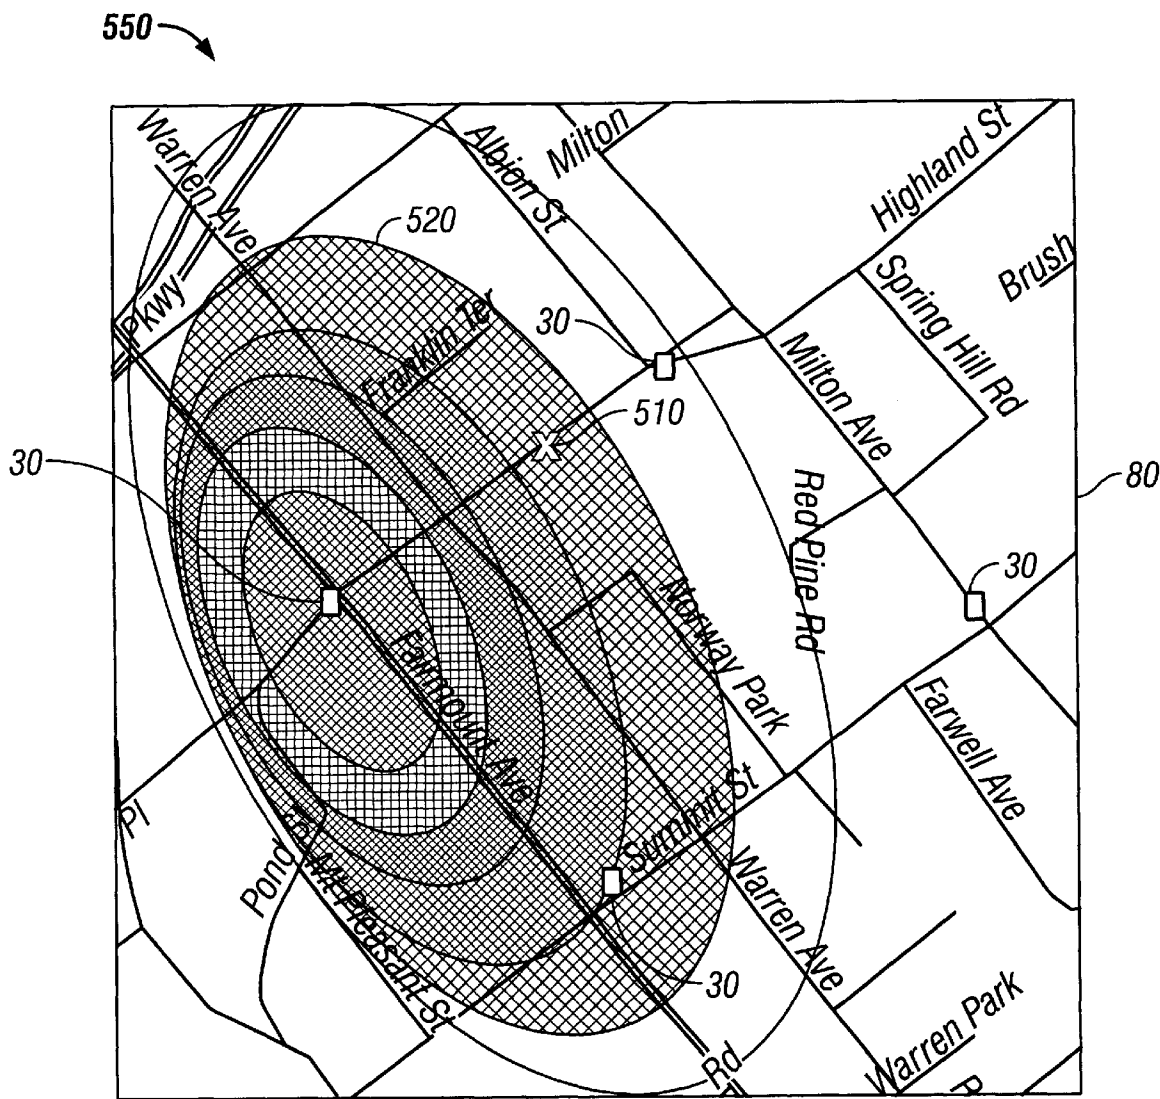 550
Warren Ave
Albion St
Milton
Highland St
520
Brush
Pkwy
Franklin Ter
30
Spring Hill Rd
Milton Ave
510
30
80
Red Pine Rd
30
Norway Park
Fairmount Ave
Farwell Ave
Summit St
Pl
Pond
Mt Pleasant St
Warren Ave
30
Warren Park
Rd